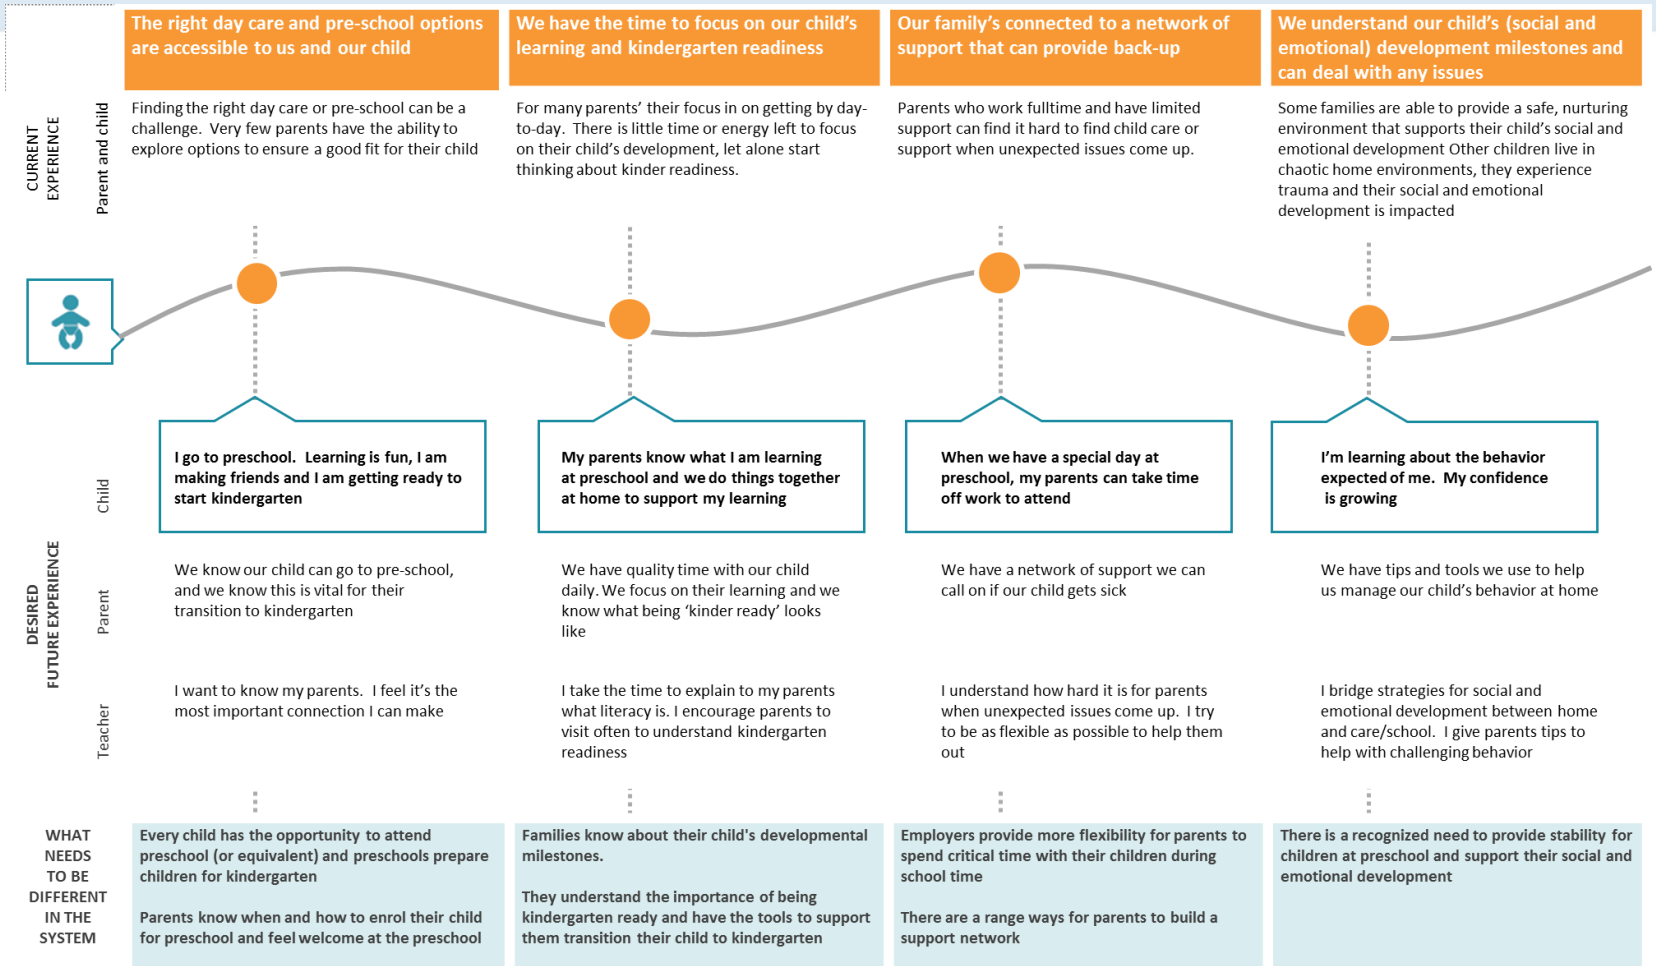 The right day care and pre-school options
are accessible to us and our child
We have the time to focus on our child’s
learning and kindergarten readiness
Our family’s connected to a network of
support that can provide back-up
We understand our child’s (social and
emotional) development milestones and
can deal with any issues
CURRENT
EXPERIENCE
Parent and child
Finding the right day care or pre-school can be a
challenge. Very few parents have the ability to
explore options to ensure a good fit for their child
For many parents’ their focus in on getting by day-
to-day. There is little time or energy left to focus
on their child’s development, let alone start
thinking about kinder readiness.
Parents who work fulltime and have limited
support can find it hard to find child care or
support when unexpected issues come up.
Some families are able to provide a safe, nurturing
environment that supports their child’s social and
emotional development Other children live in
chaotic home environments, they experience
trauma and their social and emotional
development is impacted
DESIRED
FUTURE EXPERIENCE
Child
I go to preschool. Learning is fun, I am
making friends and I am getting ready to
start kindergarten
My parents know what I am learning
at preschool and we do things together
at home to support my learning
When we have a special day at
preschool, my parents can take time
off work to attend
I’m learning about the behavior
expected of me. My confidence
is growing
Parent
We know our child can go to pre-school,
and we know this is vital for their
transition to kindergarten
We have quality time with our child
daily. We focus on their learning and we
know what being ‘kinder ready’ looks
like
We have a network of support we can
call on if our child gets sick
We have tips and tools we use to help
us manage our child’s behavior at home
Teacher
I want to know my parents. I feel it’s the
most important connection I can make
I take the time to explain to my parents
what literacy is. I encourage parents to
visit often to understand kindergarten
readiness
I understand how hard it is for parents
when unexpected issues come up. I try
to be as flexible as possible to help them
out
I bridge strategies for social and
emotional development between home
and care/school. I give parents tips to
help with challenging behavior
WHAT
NEEDS
TO BE
DIFFERENT
IN THE
SYSTEM
Every child has the opportunity to attend
preschool (or equivalent) and preschools prepare
children for kindergarten
Parents know when and how to enrol their child
for preschool and feel welcome at the preschool
Families know about their child's developmental
milestones.
They understand the importance of being
kindergarten ready and have the tools to support
them transition their child to kindergarten
Employers provide more flexibility for parents to
spend critical time with their children during
school time
There are a range ways for parents to build a
support network
There is a recognized need to provide stability for
children at preschool and support their social and
emotional development